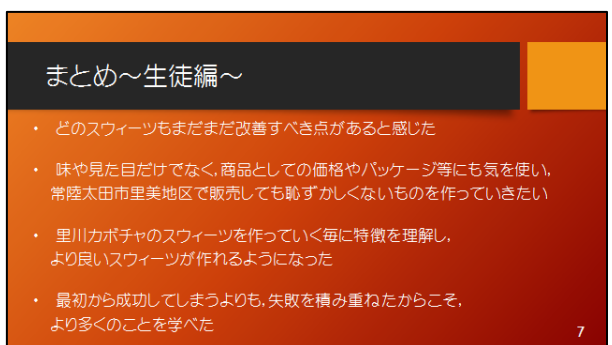 まとめ～生徒編～
• どのスウィーツもまだまだ改善すべき点があると感じた
• 味や見た目だけでなく,商品としての価格やパッケージ等にも気を使い,
常陸太田市里美地区で販売しても恥ずかしくないものを作っていきたい
• 里川カボチャのスウィーツを作っていく毎に特徴を理解し,
より良いスウィーツが作れるようになった
• 最初から成功してしまうよりも,失敗を積み重ねたからこそ,
より多くのことを学べた
7